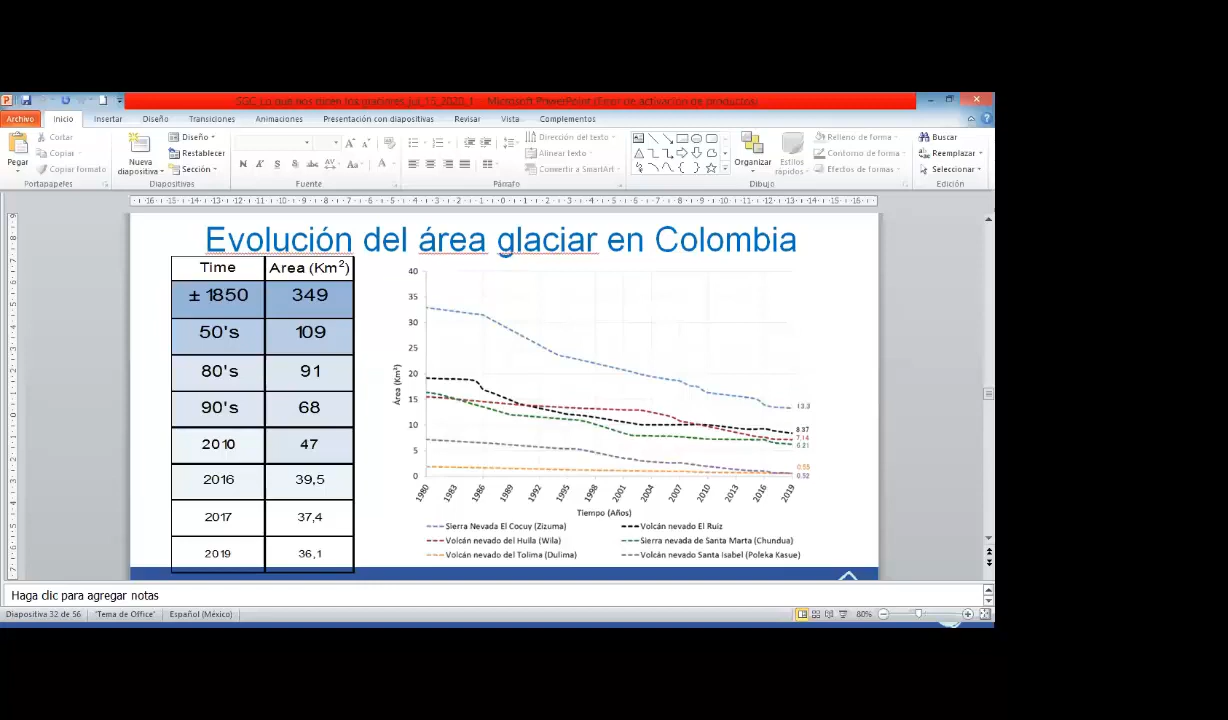 SGC_Lo que nos dicen los glaciares_Jul_15_2020_1 - Microsoft PowerPoint (Error de activación de productos)
Archivo Inicio Insertar Diseño Transiciones Animaciones Presentación con diapositivas Revisar Vista Complementos
Pegar
Cortar
Copiar
Copiar formato
Portapapeles
Nueva diapositiva
Diseño
Restablecer
Sección
Diapositivas
N K S abc AV Aa A
Fuente
Párrafo
Dirección del texto
Alinear texto
Convertir a SmartArt
Organizar
Estilos rápidos
Relleno de forma
Contorno de forma
Efectos de formas
Dibujo
Buscar
Reemplazar
Seleccionar
Edición
Evolución del área glaciar en Colombia
Time Area (Km²)
± 1850 349
50's 109
80's 91
90's 68
2010 47
2016 39,5
2017 37,4
2019 36,1
Área (Km²)
40
35
30
25
20
15
10
5
0
13.3
8.37
7.14
6.21
0.55
0.52
1980 1983 1986 1989 1992 1995 1998 2001 2004 2007 2010 2013 2016 2019
Tiempo (Años)
Sierra Nevada El Cocuy (Zizuma)
Volcán nevado El Ruiz
Volcán nevado del Huila (Wila)
Sierra nevada de Santa Marta (Chundua)
Volcán nevado del Tolima (Dulima)
Volcán nevado Santa Isabel (Poleka Kasue)
Haga clic para agregar notas
Diapositiva 32 de 56 "Tema de Office" Español (México) 80%